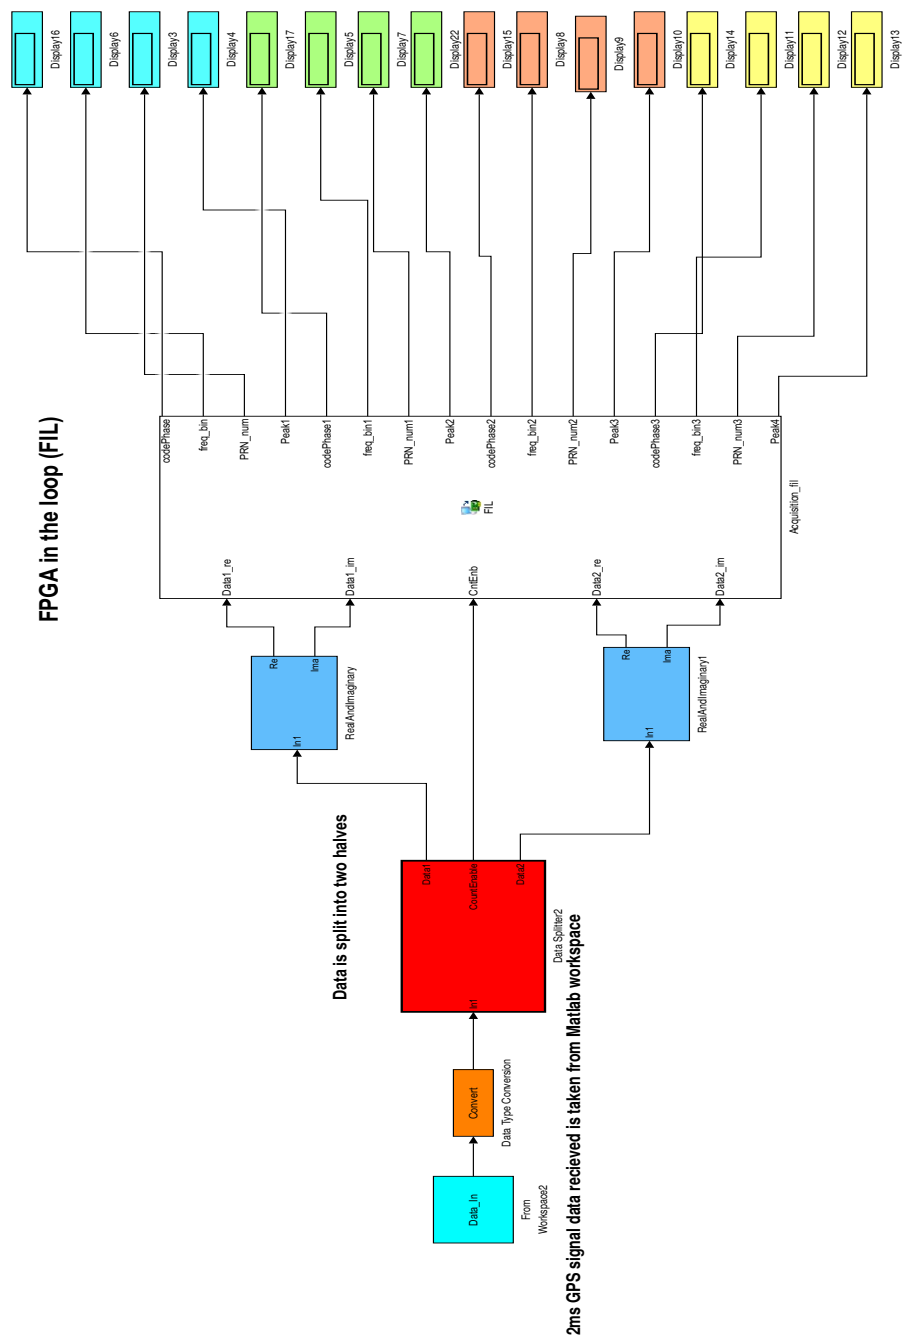 FPGA in the loop (FIL)
Data is split into two halves
2ms GPS signal data recieved is taken from Matlab workspace
Data_In
From
Workspace2
Convert
Data Type Conversion
In1
Data1
CountEnable
Data2
Data Splitter2
In1
Re
Ima
RealAndImaginary
In1
Re
Ima
RealAndImaginary1
Data1_re
Data1_im
CntEnb
Data2_re
Data2_im
FIL
Acquisition_fil
codePhase
freq_bin
PRN_num
Peak1
codePhase1
freq_bin1
PRN_num1
Peak2
codePhase2
freq_bin2
PRN_num2
Peak3
codePhase3
freq_bin3
PRN_num3
Peak4
Display16
Display6
Display3
Display4
Display17
Display5
Display7
Display22
Display15
Display8
Display9
Display10
Display14
Display11
Display12
Display13